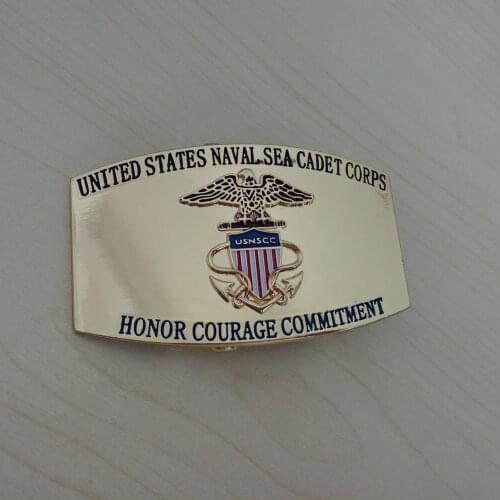 UNITED STATES NAVAL SEA CADET CORPS
USNSCC
HONOR COURAGE COMMITMENT